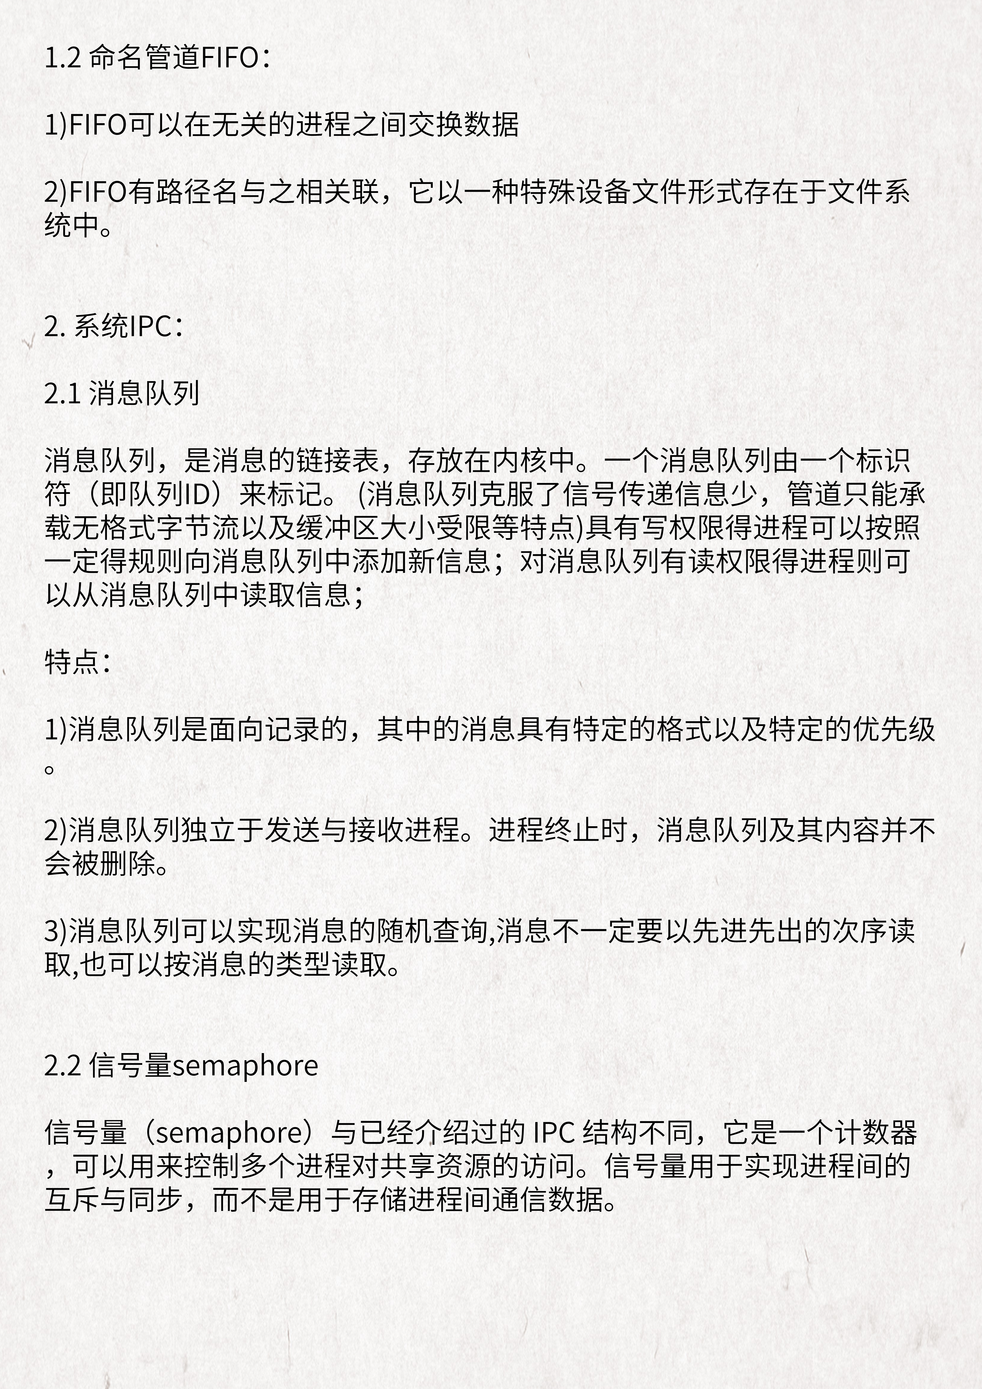 1.2 命名管道FIFO：
1)FIFO可以在无关的进程之间交换数据
2)FIFO有路径名与之相关联，它以一种特殊设备文件形式存在于文件系
统中。
2. 系统IPC：
2.1 消息队列
消息队列，是消息的链接表，存放在内核中。一个消息队列由一个标识
符（即队列ID）来标记。 (消息队列克服了信号传递信息少，管道只能承
载无格式字节流以及缓冲区大小受限等特点)具有写权限得进程可以按照
一定得规则向消息队列中添加新信息；对消息队列有读权限得进程则可
以从消息队列中读取信息；
特点：
1)消息队列是面向记录的，其中的消息具有特定的格式以及特定的优先级
。
2)消息队列独立于发送与接收进程。进程终止时，消息队列及其内容并不
会被删除。
3)消息队列可以实现消息的随机查询,消息不一定要以先进先出的次序读
取,也可以按消息的类型读取。
2.2 信号量semaphore
信号量（semaphore）与已经介绍过的 IPC 结构不同，它是一个计数器
，可以用来控制多个进程对共享资源的访问。信号量用于实现进程间的
互斥与同步，而不是用于存储进程间通信数据。